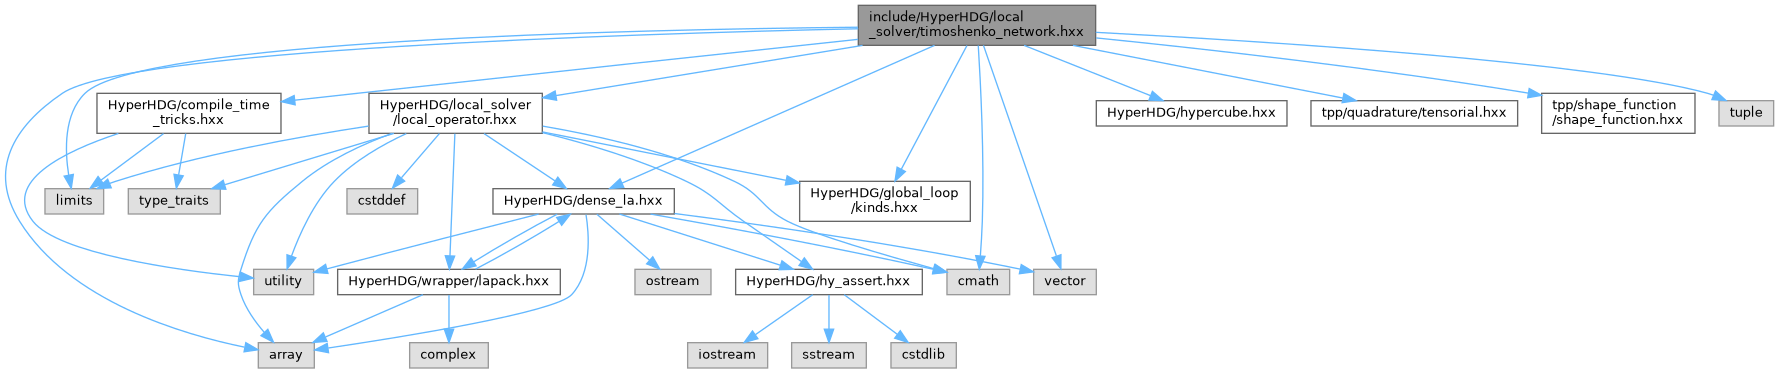 include/HyperHDG/local
_solver/timoshenko_network.hxx
HyperHDG/compile_time
_tricks.hxx
HyperHDG/local_solver
/local_operator.hxx
HyperHDG/hypercube.hxx
tpp/quadrature/tensorial.hxx
tpp/shape_function
/shape_function.hxx
tuple
limits
type_traits
cstddef
HyperHDG/dense_la.hxx
HyperHDG/global_loop
/kinds.hxx
utility
HyperHDG/wrapper/lapack.hxx
ostream
HyperHDG/hy_assert.hxx
cmath
vector
array
complex
iostream
sstream
cstdlib